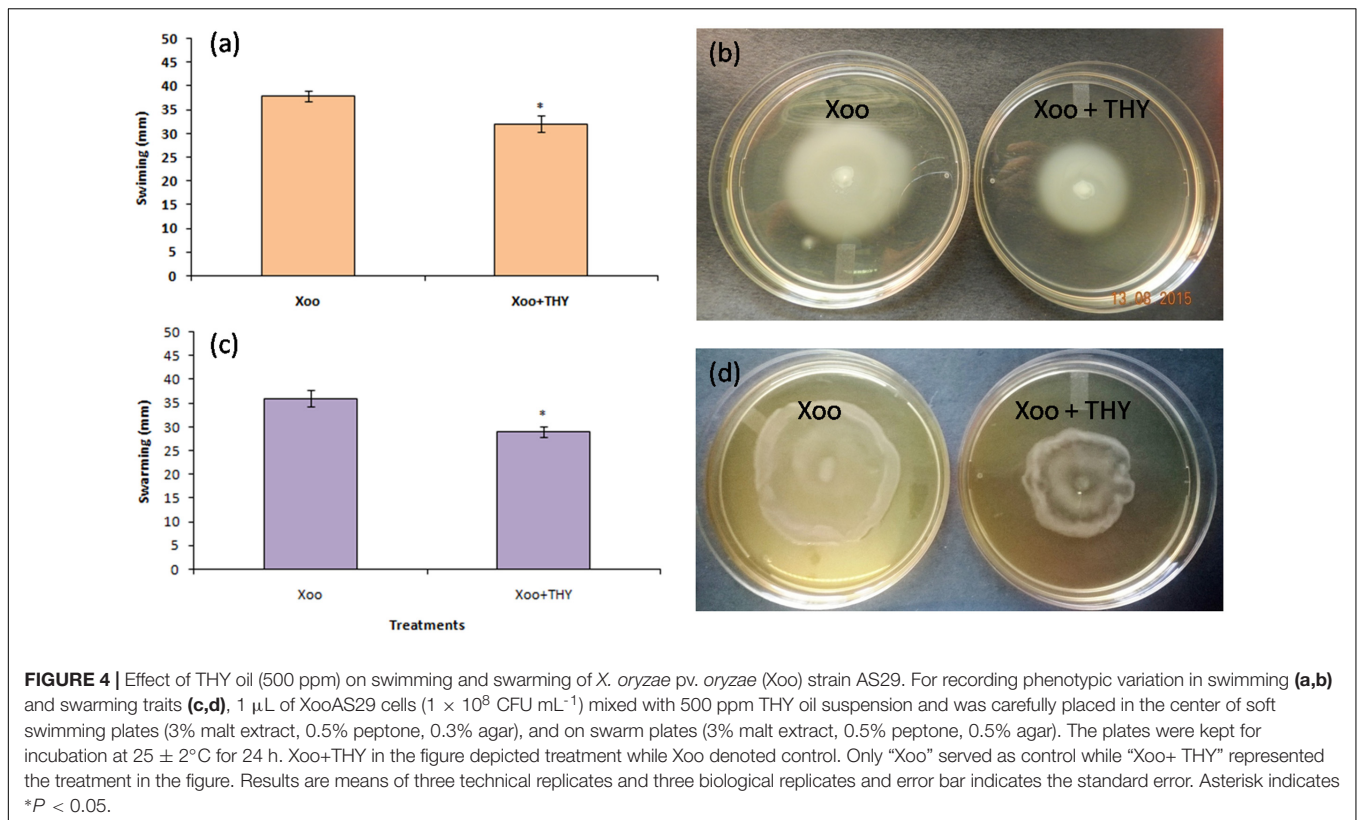 (a)
50
45
40
35
30
25
20
15
10
5
0
Swiming (mm)
*
Xoo
Xoo+THY
(b)
Xoo
Xoo + THY
13 08 2015
(c)
50
45
40
35
30
25
20
15
10
5
0
Swarming (mm)
*
Xoo
Xoo+THY
Treatments
(d)
Xoo
Xoo + THY
FIGURE 4 | Effect of THY oil (500 ppm) on swimming and swarming of X. oryzae pv. oryzae (Xoo) strain AS29. For recording phenotypic variation in swimming (a,b)
and swarming traits (c,d), 1 μL of XooAS29 cells (1 × 10⁸ CFU mL⁻¹) mixed with 500 ppm THY oil suspension and was carefully placed in the center of soft
swimming plates (3% malt extract, 0.5% peptone, 0.3% agar), and on swarm plates (3% malt extract, 0.5% peptone, 0.5% agar). The plates were kept for
incubation at 25 ± 2°C for 24 h. Xoo+THY in the figure depicted treatment while Xoo denoted control. Only “Xoo” served as control while “Xoo+ THY” represented
the treatment in the figure. Results are means of three technical replicates and three biological replicates and error bar indicates the standard error. Asterisk indicates
*P < 0.05.